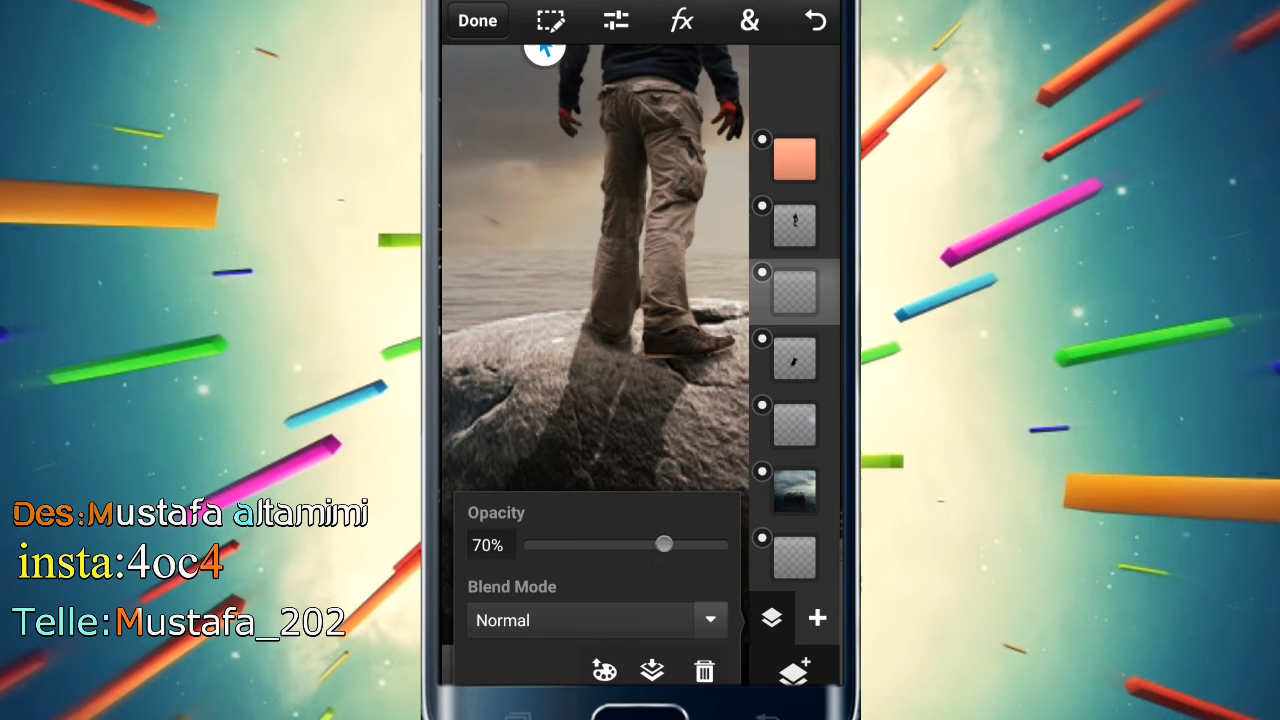 Done
fx
&
Opacity
70%
Blend Mode
Normal
Des:Mustafa altamimi
insta:4oc4
Telle:Mustafa_202